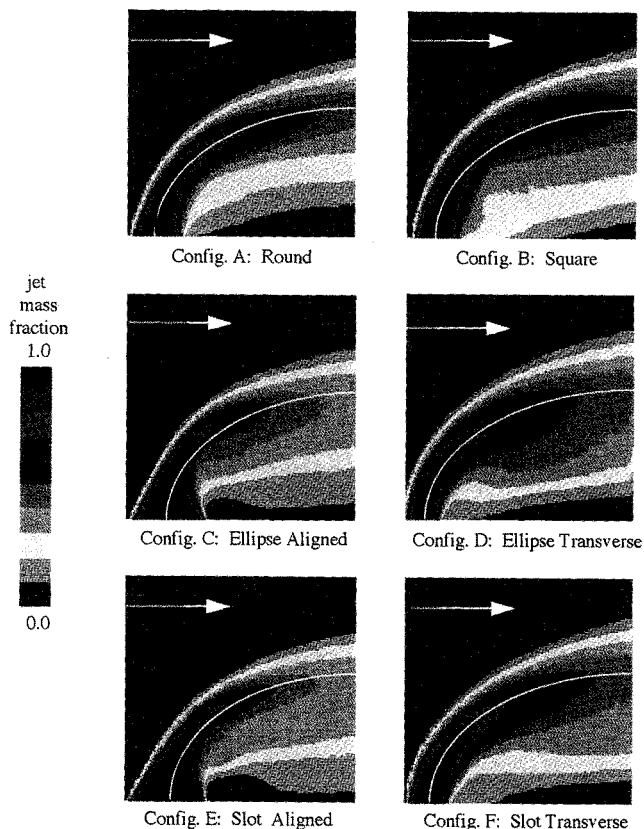 Config. A: Round
Config. B: Square
jet
mass
fraction
1.0
0.0
Config. C: Ellipse Aligned
Config. D: Ellipse Transverse
Config. E: Slot Aligned
Config. F: Slot Transverse